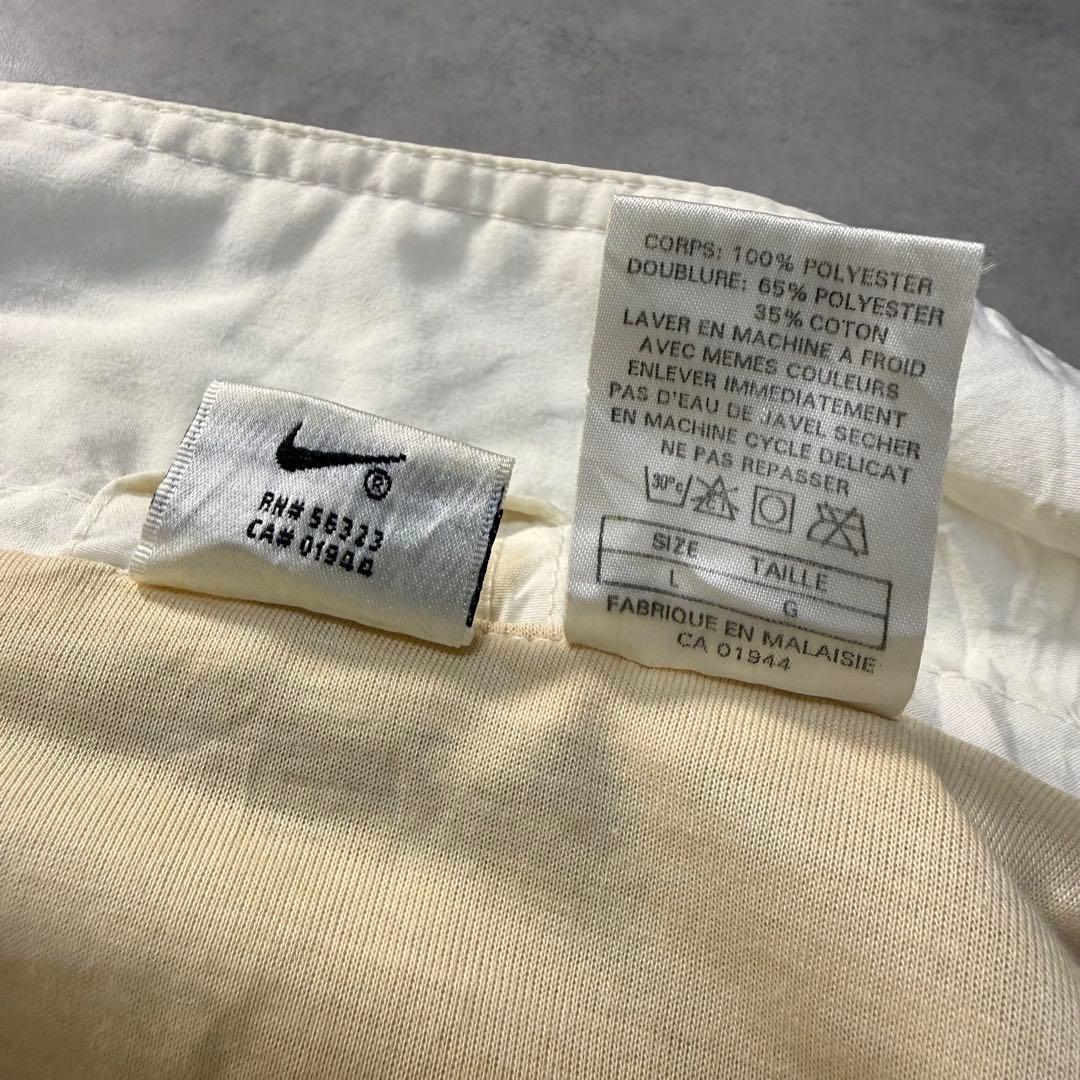 ®
RN# 56323
CA# 01944
CORPS: 100% POLYESTER
DOUBLURE: 65% POLYESTER
35% COTON
LAVER EN MACHINE A FROID
AVEC MEMES COULEURS
ENLEVER IMMEDIATEMENT
PAS D'EAU DE JAVEL SECHER
EN MACHINE CYCLE DELICAT
NE PAS REPASSER
30°c
SIZE TAILLE
L G
FABRIQUE EN MALAISIE
CA 01944